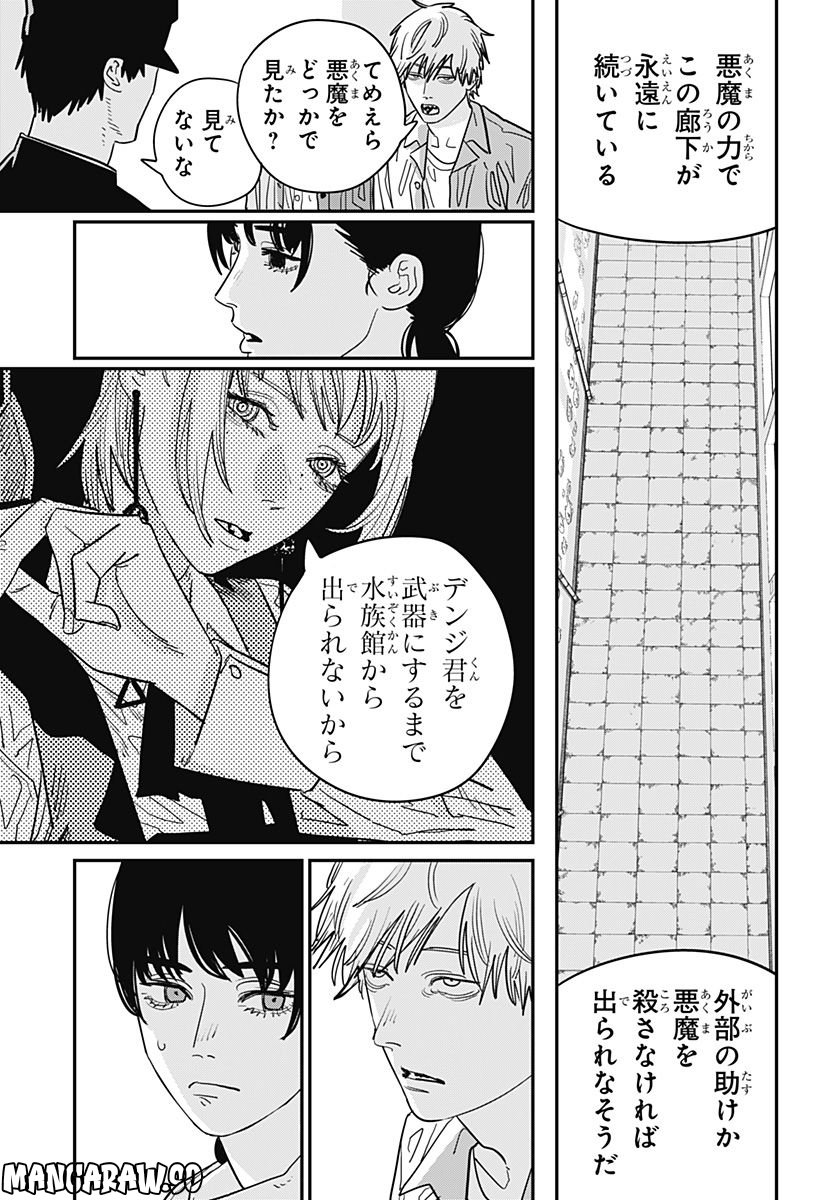 悪魔の力で
この廊下が
永遠に
続いている
外部の助けか
悪魔を
殺さなければ
出られなそうだ
てめえら
悪魔を
どっかで
見たか?
見て
ないな
デンジ君を
武器にするまで
水族館から
出られないから
MANGARAW.SO